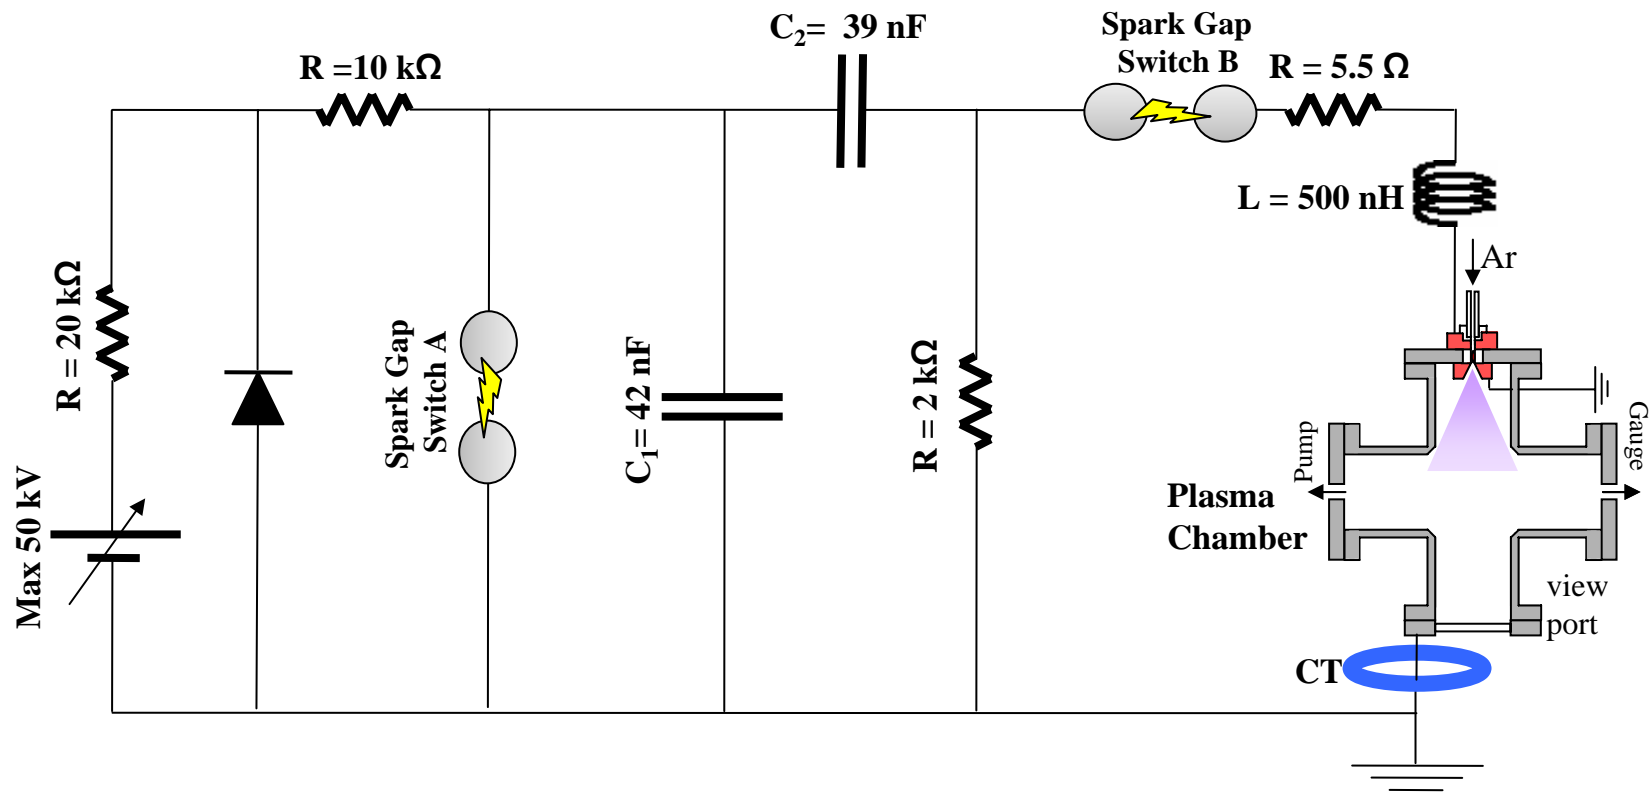 C₂= 39 nF
Spark Gap
Switch B
R =10 kΩ
R = 5.5 Ω
L = 500 nH
Ar
R = 20 kΩ
Spark Gap
Switch A
C₁= 42 nF
R = 2 kΩ
Max 50 kV
Pump
Gauge
Plasma
Chamber
view
port
CT